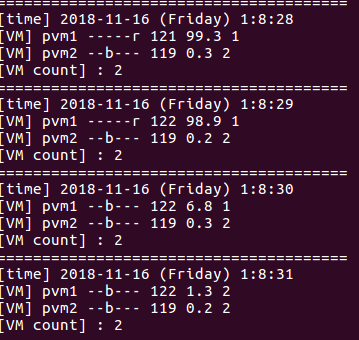 ========================================
[time] 2018-11-16 (Friday) 1:8:28
[VM] pvm1 -----r 121 99.3 1
[VM] pvm2 --b--- 119 0.3 2
[VM count] : 2
========================================
[time] 2018-11-16 (Friday) 1:8:29
[VM] pvm1 -----r 122 98.9 1
[VM] pvm2 --b--- 119 0.2 2
[VM count] : 2
========================================
[time] 2018-11-16 (Friday) 1:8:30
[VM] pvm1 --b--- 122 6.8 1
[VM] pvm2 --b--- 119 0.3 2
[VM count] : 2
========================================
[time] 2018-11-16 (Friday) 1:8:31
[VM] pvm1 --b--- 122 1.3 2
[VM] pvm2 --b--- 119 0.2 2
[VM count] : 2